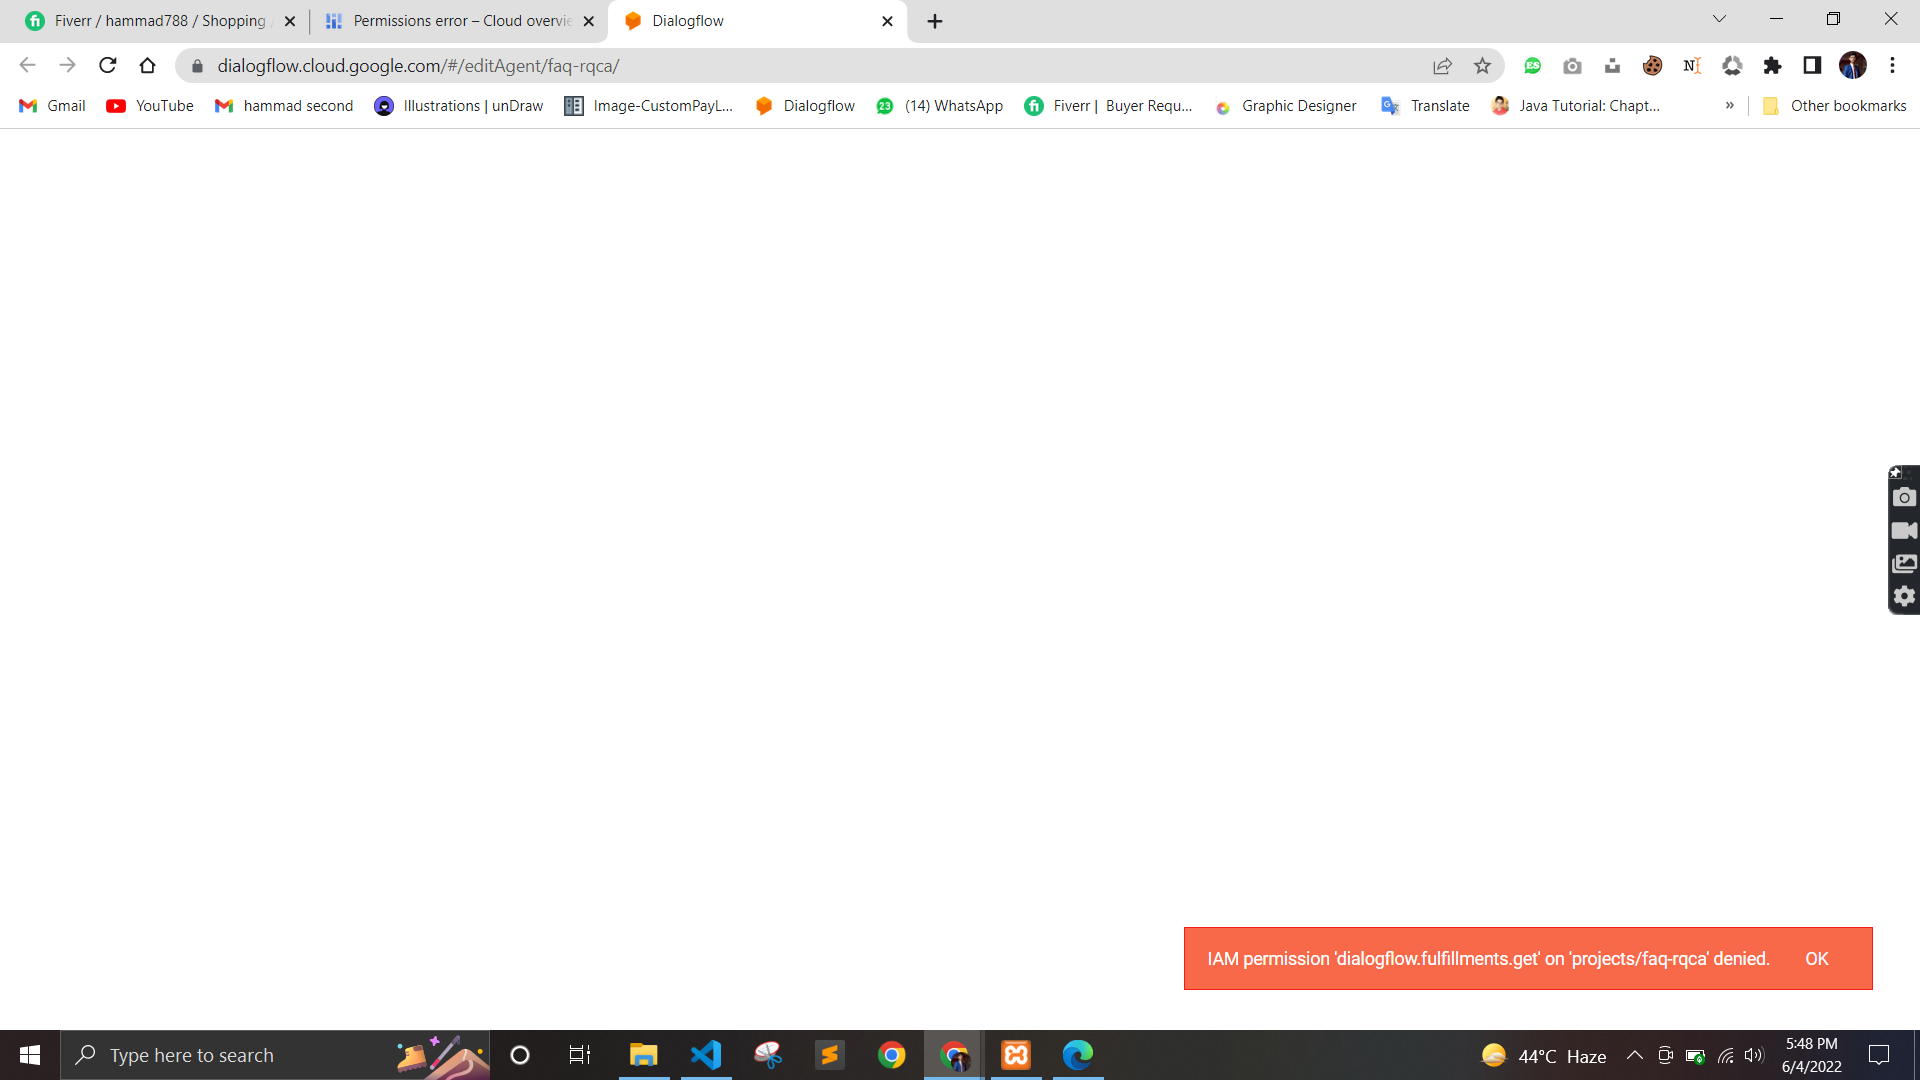 Fiverr / hammad788 / Shopping
Permissions error – Cloud overvie
Dialogflow
dialogflow.cloud.google.com/#/editAgent/faq-rqca/
Gmail
YouTube
hammad second
Illustrations | unDraw
Image-CustomPayL...
Dialogflow
(14) WhatsApp
Fiverr | Buyer Requ...
Graphic Designer
Translate
Java Tutorial: Chapt...
»
Other bookmarks
IAM permission 'dialogflow.fulfillments.get' on 'projects/faq-rqca' denied.
OK
Type here to search
44°C Haze
5:48 PM
6/4/2022